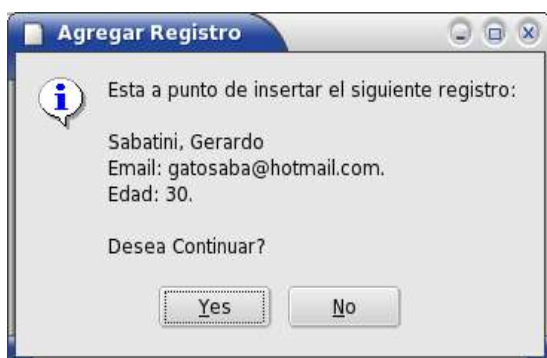 Agregar Registro
Esta a punto de insertar el siguiente registro:
Sabatini, Gerardo
Email: gatosaba@hotmail.com.
Edad: 30.
Desea Continuar?
Yes No